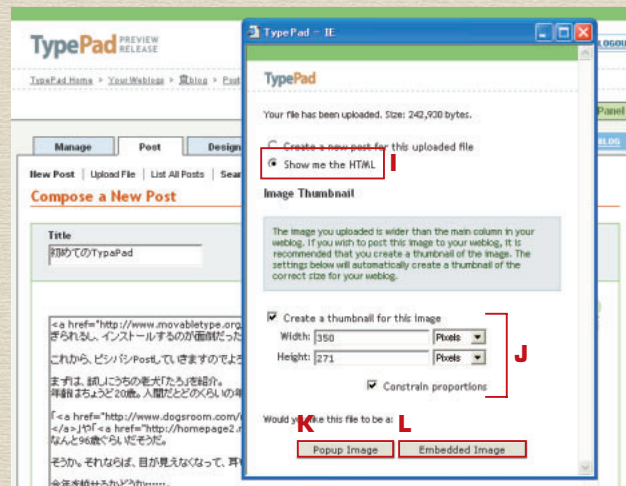 TypePad PREVIEW RELEASE
TypePad Home > Your Weblogs > blog > Post
Manage Post Design
New Post | Upload File | List All Posts |
Compose a New Post
Title
初めてのTypaPad
<a href="http://www.movabletype.org
ぎられるし、インストールするのが面倒だった
これから、ビシバシPostしていきますのでよろ
まずは、試しにうちの老犬「たろ」を紹介。
年齢はちょうど20歳。人間だとどのくらいの年
「<a href="http://www.dogsroom.com/
</a>」や「<a href="http://homepage2.
なんと96歳ぐらいだそうだ。
そうか。それならば、目が見えなくなって、耳
LOGOU
Panel
BLOG
TypePad - IE
TypePad
Your file has been uploaded. Size: 242,930 bytes.
Create a new post for this uploaded file
Show me the HTML
I
Image Thumbnail
The image you uploaded is wider than the main column in your
weblog. If you wish to post this image to your weblog, it is
recommended that you create a thumbnail of the image. The
settings below will automatically create a thumbnail of the
correct size for your weblog.
Create a thumbnail for this image
Width: 350 Pixels
Height: 271 Pixels
J
Constrain proportions
Would you like this file to be a:
K L
Popup Image Embedded Image